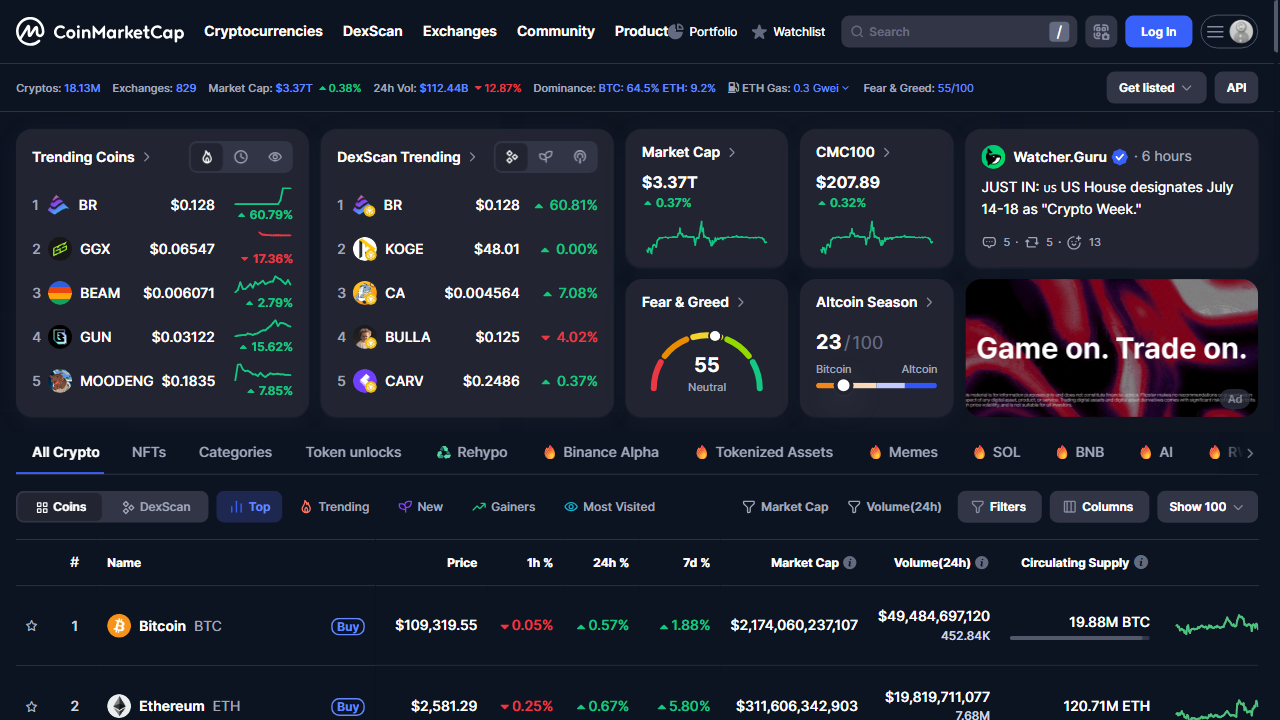 CoinMarketCap Cryptocurrencies DexScan Exchanges Community Product Portfolio Watchlist Search / Log In
Cryptos: 18.13M Exchanges: 829 Market Cap: $3.37T 0.38% 24h Vol: $112.44B 12.87% Dominance: BTC: 64.5% ETH: 9.2% ETH Gas: 0.3 Gwei Fear & Greed: 55/100 Get listed API
Trending Coins
1 BR $0.128 60.79%
2 GGX $0.06547 17.36%
3 BEAM $0.006071 2.79%
4 GUN $0.03122 15.62%
5 MOODENG $0.1835 7.85%
DexScan Trending
1 BR $0.128 60.81%
2 KOGE $48.01 0.00%
3 CA $0.004564 7.08%
4 BULLA $0.125 4.02%
5 CARV $0.2486 0.37%
Market Cap
$3.37T
0.37%
CMC100
$207.89
0.32%
Fear & Greed
55
Neutral
Altcoin Season
23/100
Bitcoin Altcoin
Watcher.Guru · 6 hours
JUST IN: us US House designates July
14-18 as "Crypto Week."
5 · 5 · 13
Game on. Trade on.
Ad
All Crypto NFTs Categories Token unlocks Rehypo Binance Alpha Tokenized Assets Memes SOL BNB AI
Coins DexScan Top Trending New Gainers Most Visited Market Cap Volume(24h) Filters Columns Show 100
# Name Price 1h % 24h % 7d % Market Cap Volume(24h) Circulating Supply
1 Bitcoin BTC Buy $109,319.55 0.05% 0.57% 1.88% $2,174,060,237,107 $49,484,697,120 19.88M BTC
452.84K
2 Ethereum ETH Buy $2,581.29 0.25% 0.67% 5.80% $311,606,342,903 $19,819,711,077 120.71M ETH
7.68M